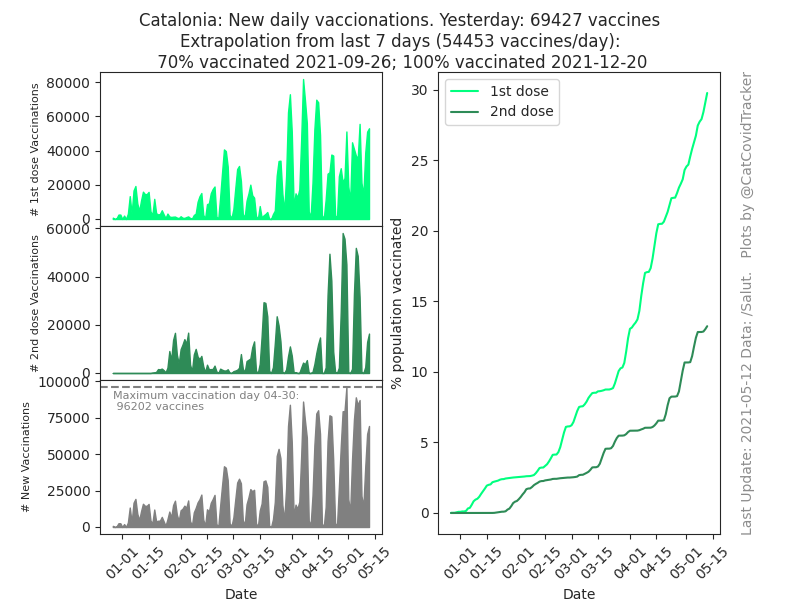 Catalonia: New daily vaccionations. Yesterday: 69427 vaccines
Extrapolation from last 7 days (54453 vaccines/day):
70% vaccinated 2021-09-26; 100% vaccinated 2021-12-20
# 1st dose Vaccinations
80000
60000
40000
20000
0
# 2nd dose Vaccinations
60000
40000
20000
0
# New Vaccinations
100000
75000
50000
25000
0
Maximum vaccination day 04-30:
96202 vaccines
01-01
01-15
02-01
02-15
03-01
03-15
04-01
04-15
05-01
05-15
Date
% population vaccinated
30
25
20
15
10
5
0
1st dose
2nd dose
01-01
01-15
02-01
02-15
03-01
03-15
04-01
04-15
05-01
05-15
Date
Last Update: 2021-05-12 Data: /Salut. Plots by @CatCovidTracker